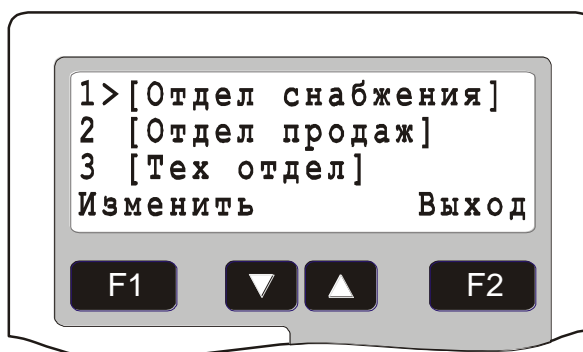 1>[Отдел снабжения]
2 [Отдел продаж]
3 [Тех отдел]
Изменить Выход
F1 F2